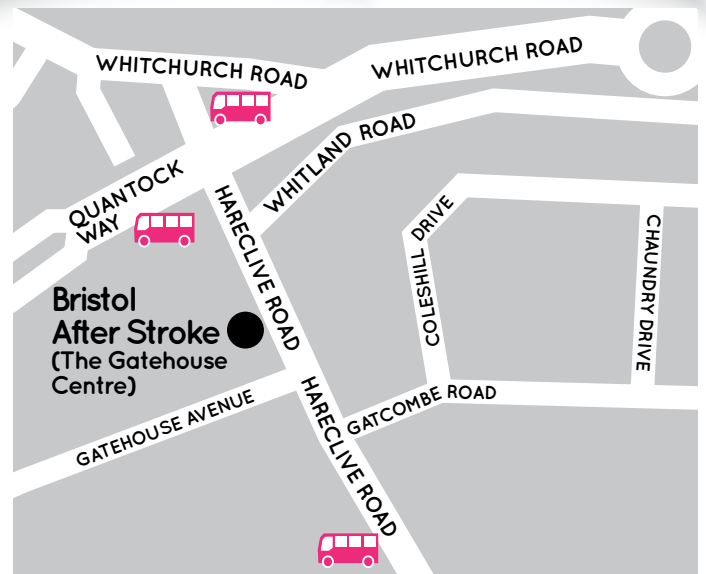 WHITCHURCH ROAD
WHITCHURCH ROAD
WHITLAND ROAD
QUANTOCK
WAY
HARECLIVE ROAD
COLESHILL DRIVE
CHAUNDRY DRIVE
Bristol
After Stroke
(The Gatehouse
Centre)
GATEHOUSE AVENUE
HARECLIVE ROAD
GATCOMBE ROAD